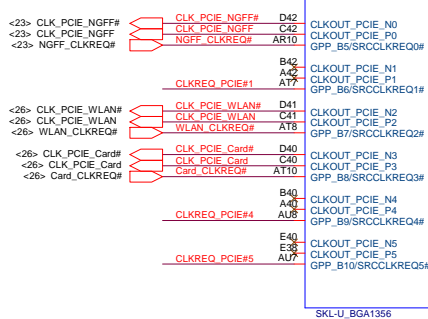 <23> CLK_PCIE_NGFF# CLK_PCIE_NGFF# D42 CLKOUT_PCIE_N0
<23> CLK_PCIE_NGFF CLK_PCIE_NGFF C42 CLKOUT_PCIE_P0
<23> NGFF_CLKREQ# NGFF_CLKREQ# AR10 GPP_B5/SRCCLKREQ0#
B42 CLKOUT_PCIE_N1
A42 CLKOUT_PCIE_P1
CLKREQ_PCIE#1 AT7 GPP_B6/SRCCLKREQ1#
<26> CLK_PCIE_WLAN# CLK_PCIE_WLAN# D41 CLKOUT_PCIE_N2
<26> CLK_PCIE_WLAN CLK_PCIE_WLAN C41 CLKOUT_PCIE_P2
<26> WLAN_CLKREQ# WLAN_CLKREQ# AT8 GPP_B7/SRCCLKREQ2#
<26> CLK_PCIE_Card# CLK_PCIE_Card# D40 CLKOUT_PCIE_N3
<26> CLK_PCIE_Card CLK_PCIE_Card C40 CLKOUT_PCIE_P3
<26> Card_CLKREQ# Card_CLKREQ# AT10 GPP_B8/SRCCLKREQ3#
B40 CLKOUT_PCIE_N4
A40 CLKOUT_PCIE_P4
CLKREQ_PCIE#4 AU8 GPP_B9/SRCCLKREQ4#
E40 CLKOUT_PCIE_N5
E38 CLKOUT_PCIE_P5
CLKREQ_PCIE#5 AU7 GPP_B10/SRCCLKREQ5#
SKL-U_BGA1356